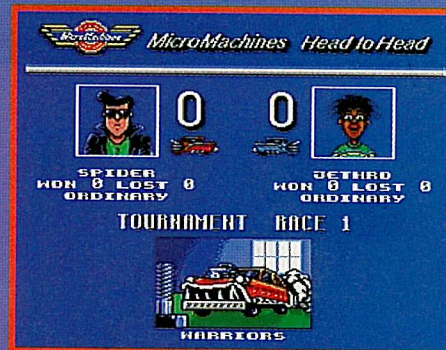 MicroMachines
MicroMachines Head to Head
0 0
SPIDER
WON 0 LOST 0
ORDINARY
JETHRO
WON 0 LOST 0
ORDINARY
TOURNAMENT RACE 1
WARRIORS